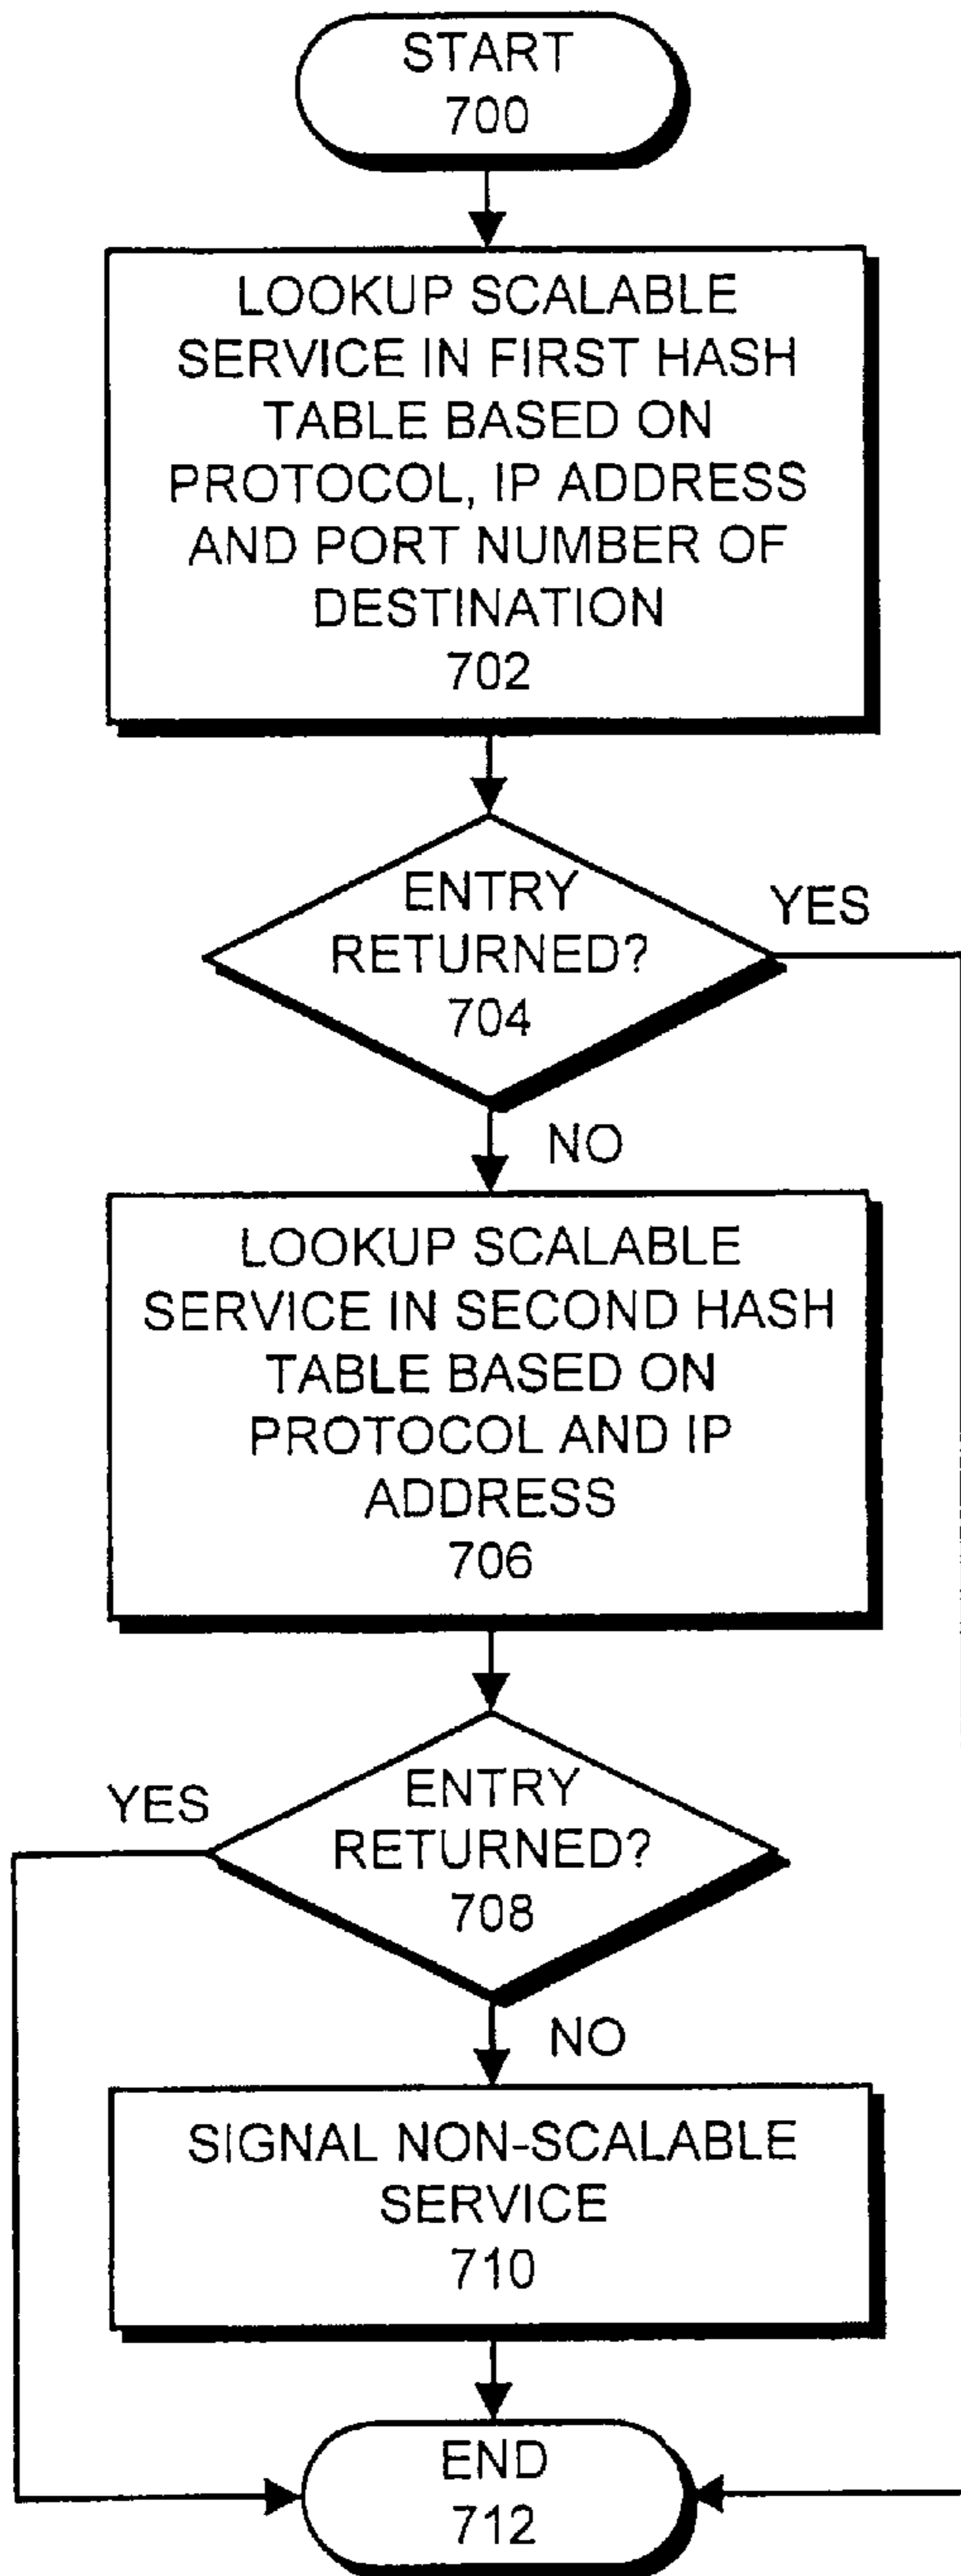 START
700
LOOKUP SCALABLE
SERVICE IN FIRST HASH
TABLE BASED ON
PROTOCOL, IP ADDRESS
AND PORT NUMBER OF
DESTINATION
702
ENTRY
RETURNED?
704
YES
NO
LOOKUP SCALABLE
SERVICE IN SECOND HASH
TABLE BASED ON
PROTOCOL AND IP
ADDRESS
706
YES
ENTRY
RETURNED?
708
NO
SIGNAL NON-SCALABLE
SERVICE
710
END
712